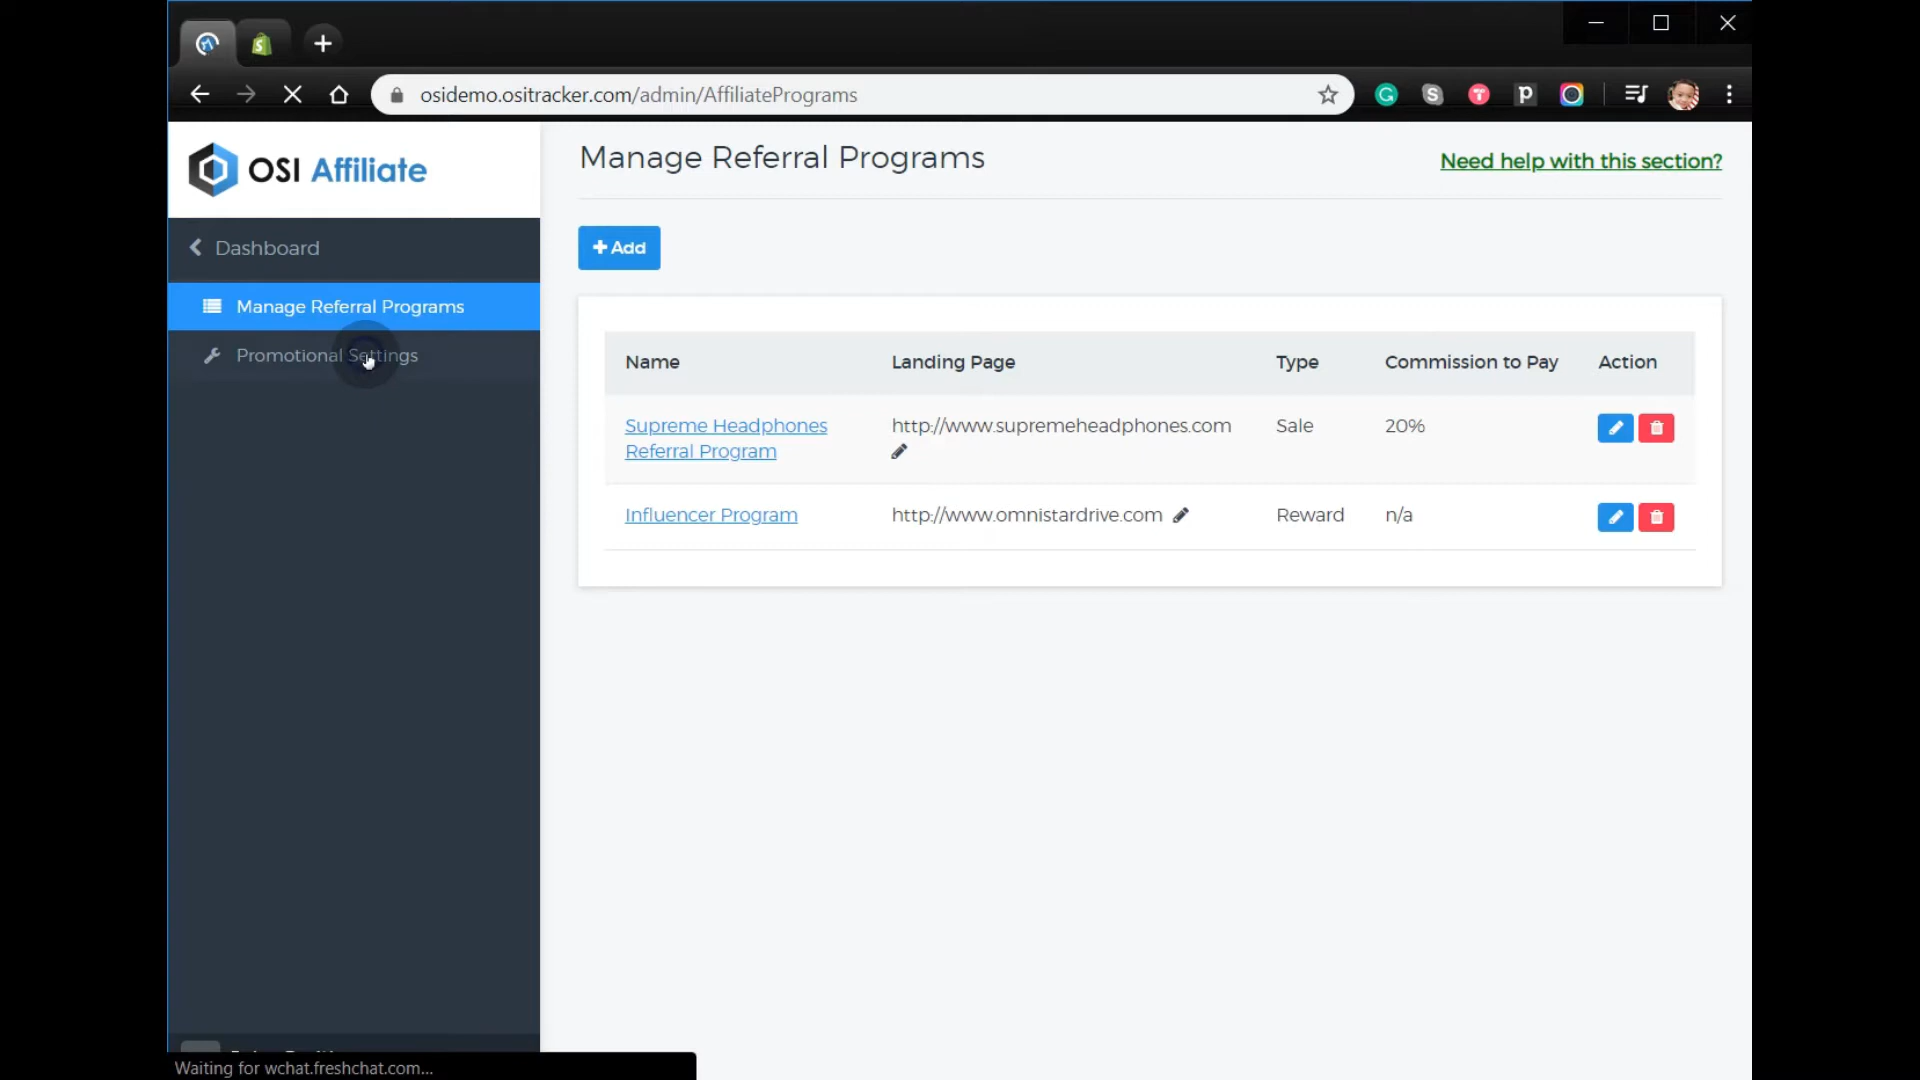 osidemo.ositracker.com/admin/AffiliatePrograms
OSI Affiliate
Manage Referral Programs
Need help with this section?
Dashboard
Add
Manage Referral Programs
Promotional Settings
Name Landing Page Type Commission to Pay Action
Supreme Headphones http://www.supremeheadphones.com Sale 20%
Referral Program
Influencer Program http://www.omnistardrive.com Reward n/a
Waiting for wchat.freshchat.com...